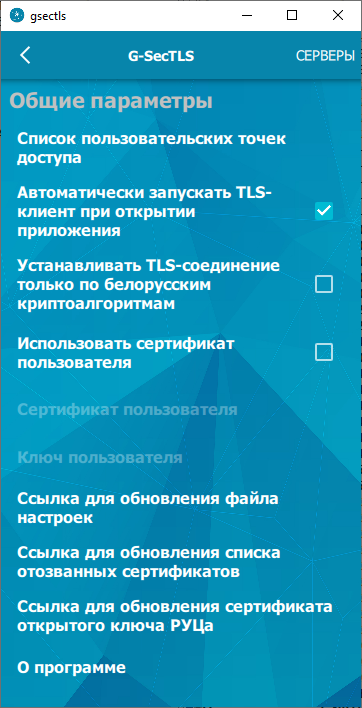 gsectls
G-SecTLS
СЕРВЕРЫ
Общие параметры
Список пользовательских точек
доступа
Автоматически запускать TLS-
клиент при открытии
приложения
Устанавливать TLS-соединение
только по белорусским
криптоалгоритмам
Использовать сертификат
пользователя
Сертификат пользователя
Ключ пользователя
Ссылка для обновления файла
настроек
Ссылка для обновления списка
отозванных сертификатов
Ссылка для обновления сертификата
открытого ключа РУЦа
О программе